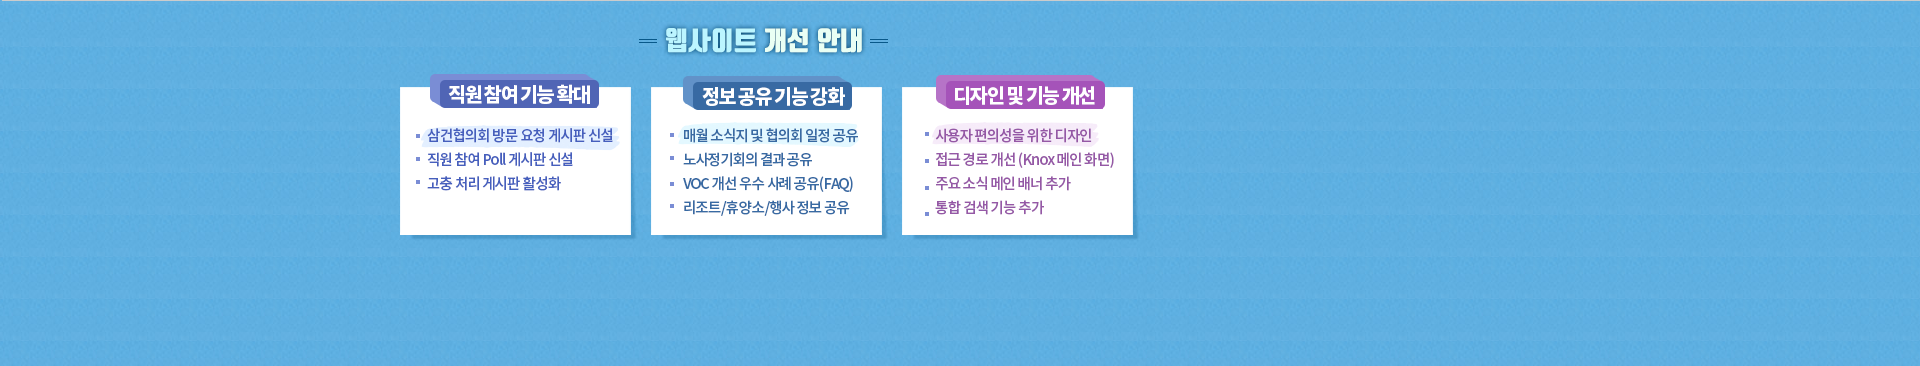 웹사이트 개선 안내
직원 참여 기능 확대
삼건협의회 방문 요청 게시판 신설
직원 참여 Poll 게시판 신설
고충 처리 게시판 활성화
정보 공유 기능 강화
매월 소식지 및 협의회 일정 공유
노사정기회의 결과 공유
VOC 개선 우수 사례 공유(FAQ)
리조트/휴양소/행사 정보 공유
디자인 및 기능 개선
사용자 편의성을 위한 디자인
접근 경로 개선 (Knox 메인 화면)
주요 소식 메인 배너 추가
통합 검색 기능 추가